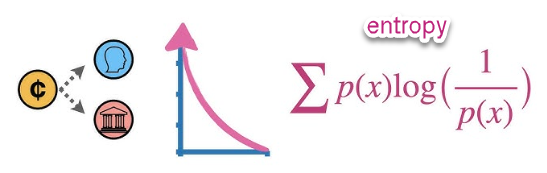 ¢
entropy
∑ p(x)log(1/p(x))